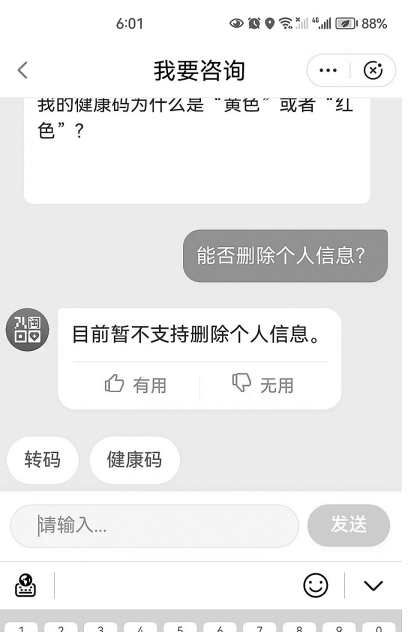 6:01
4G
88%
我要咨询
我的健康码为什么是“黄色”或者“红
色”？
能否删除个人信息？
目前暂不支持删除个人信息。
有用
无用
转码
健康码
请输入...
发送
1 2 3 4 5 6 7 8 9 0